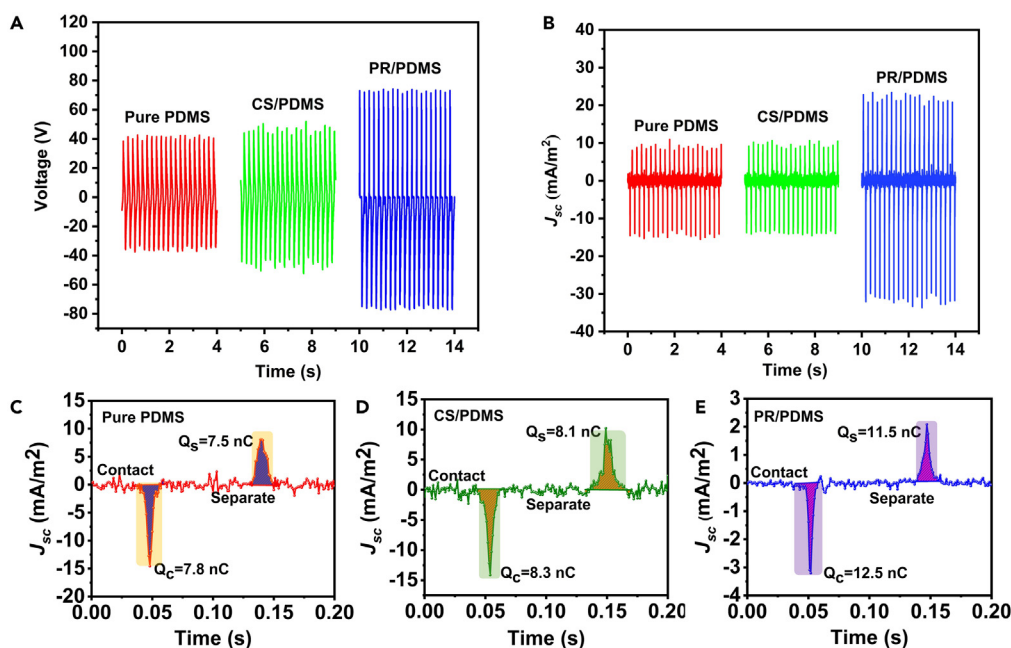 A
120
100
80
60
40
20
0
-20
-40
-60
-80
Voltage (V)
Pure PDMS
CS/PDMS
PR/PDMS
0 2 4 6 8 10 12 14
Time (s)
B
40
30
20
10
0
-10
-20
-30
-40
Jsc (mA/m²)
Pure PDMS
CS/PDMS
PR/PDMS
0 2 4 6 8 10 12 14
Time (s)
C
15
10
5
0
-5
-10
-15
-20
Jsc (mA/m2)
Pure PDMS
Qs=7.5 nC
Contact
Separate
Qc=7.8 nC
0.00 0.05 0.10 0.15 0.20
Time (s)
D
15
10
5
0
-5
-10
-15
Jsc (mA/m2)
CS/PDMS
Qs=8.1 nC
Contact
Separate
Qc=8.3 nC
0.00 0.05 0.10 0.15 0.20
Time (s)
E
3
2
1
0
-1
-2
-3
-4
Jsc (mA/m2)
PR/PDMS
Qs=11.5 nC
Contact
Separate
Qc=12.5 nC
0.00 0.05 0.10 0.15 0.20
Time (s)